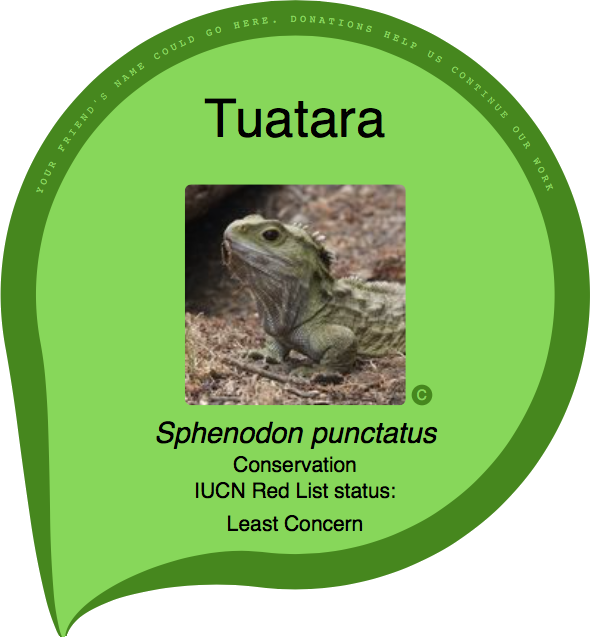 YOUR FRIEND'S NAME COULD GO HERE. DONATIONS HELP US CONTINUE OUR WORK
Tuatara
C
Sphenodon punctatus
Conservation
IUCN Red List status:
Least Concern